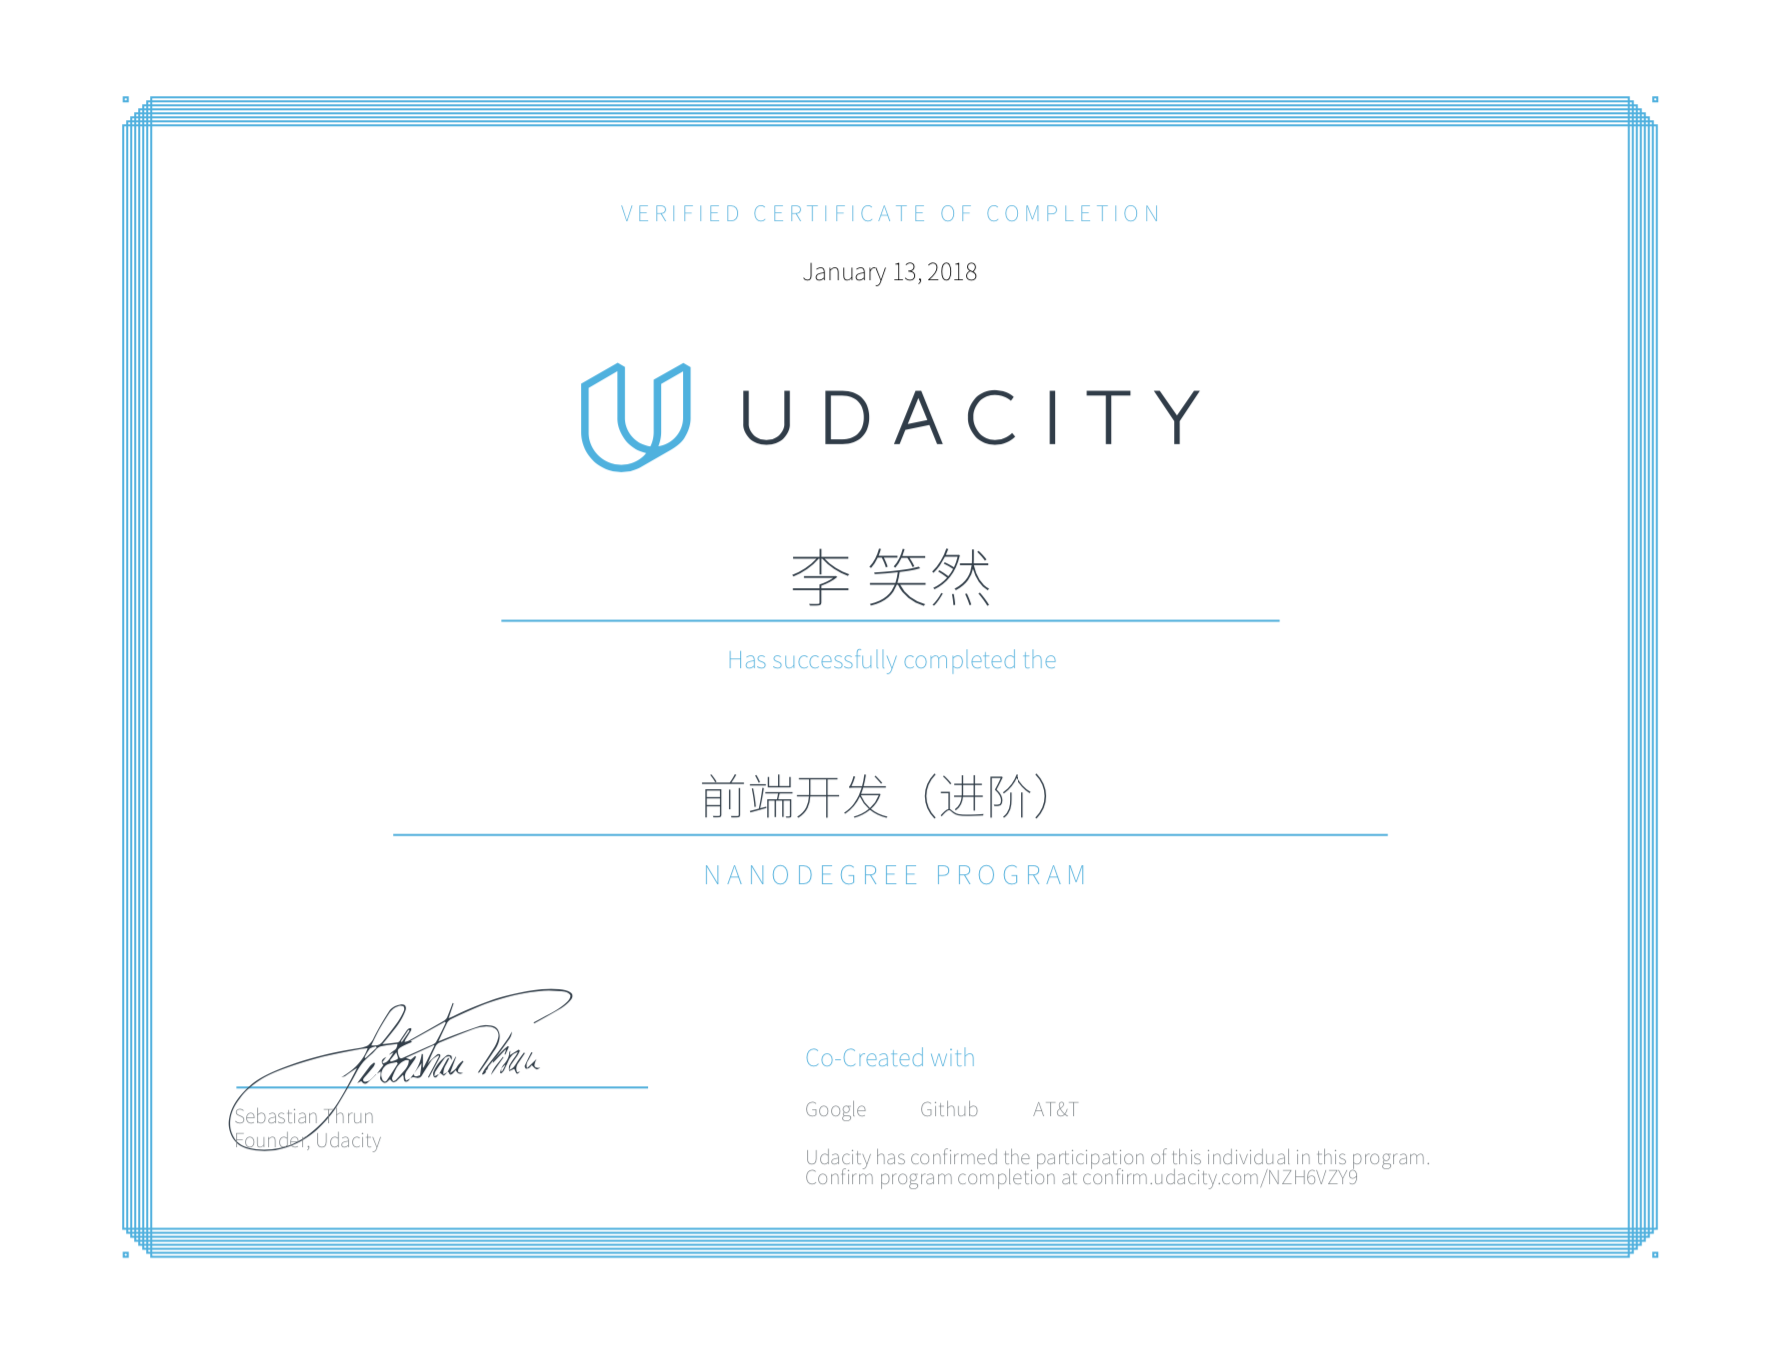 VERIFIED CERTIFICATE OF COMPLETION
January 13, 2018
UDACITY
李 笑然
Has successfully completed the
前端开发（进阶）
NANODEGREE PROGRAM
Sebastian Thrun
Sebastian Thrun
Founder, Udacity
Co-Created with
Google Github AT&T
Udacity has confirmed the participation of this individual in this program.
Confirm program completion at confirm.udacity.com/NZH6VZY9